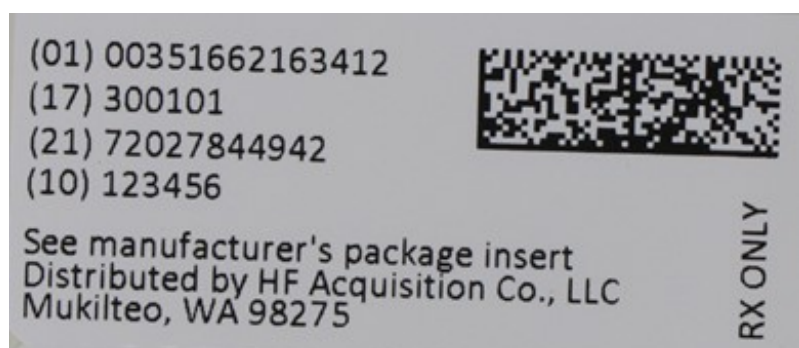 (01) 00351662163412
(17) 300101
(21) 72027844942
(10) 123456
See manufacturer's package insert
Distributed by HF Acquisition Co., LLC
Mukilteo, WA 98275
RX ONLY